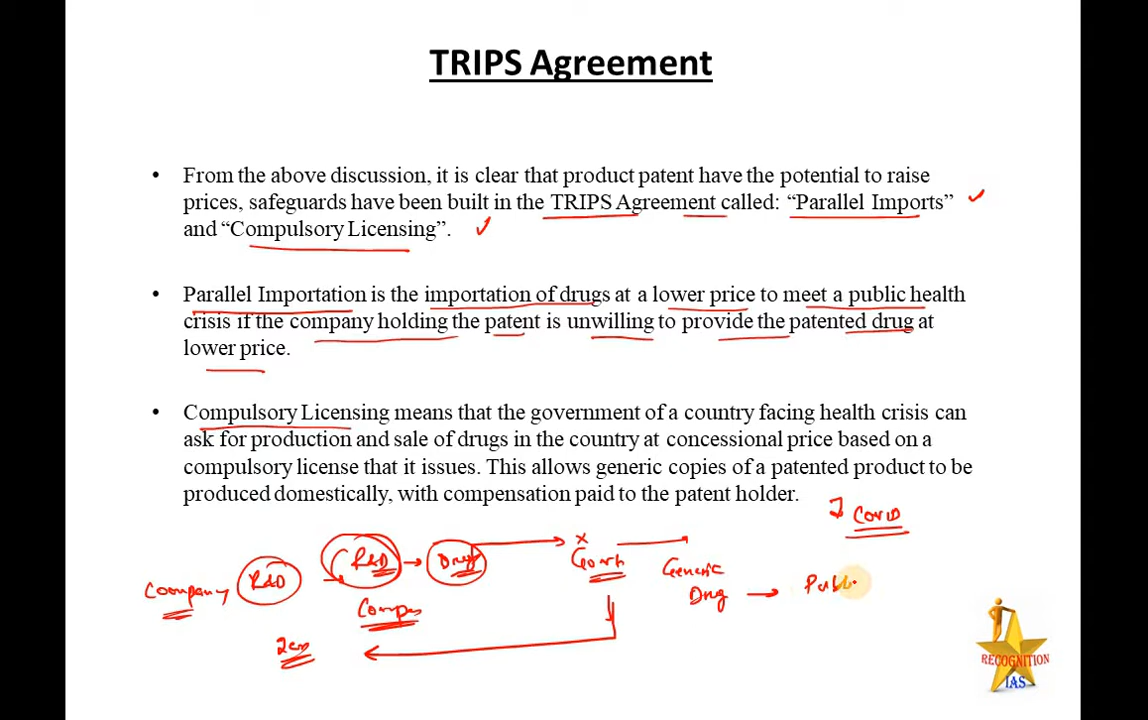 TRIPS Agreement
• From the above discussion, it is clear that product patent have the potential to raise
prices, safeguards have been built in the TRIPS Agreement called: “Parallel Imports”
and “Compulsory Licensing”.
• Parallel Importation is the importation of drugs at a lower price to meet a public health
crisis if the company holding the patent is unwilling to provide the patented drug at
lower price.
• Compulsory Licensing means that the government of a country facing health crisis can
ask for production and sale of drugs in the country at concessional price based on a
compulsory license that it issues. This allows generic copies of a patented product to be
produced domestically, with compensation paid to the patent holder.
Covid
Company R&D R&D Drug Govt
Generic
Drug Publi
RECOGNITION
IAS